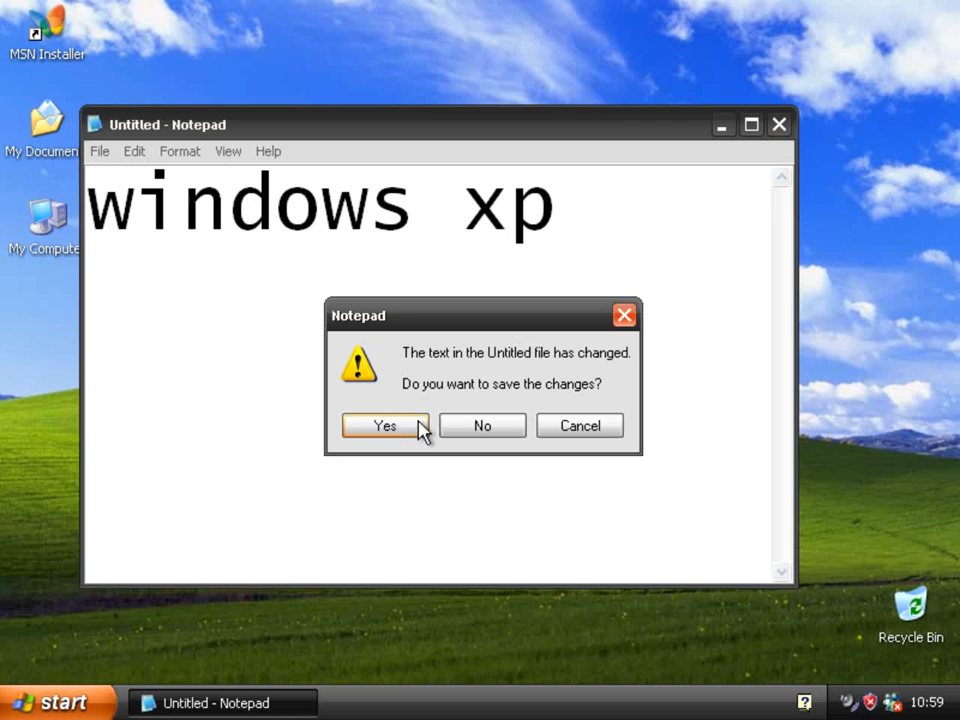 MSN Installer
My Documen
My Compute
Untitled - Notepad
File Edit Format View Help
windows xp
Notepad
The text in the Untitled file has changed.
Do you want to save the changes?
Yes No Cancel
Recycle Bin
start
Untitled - Notepad
10:59